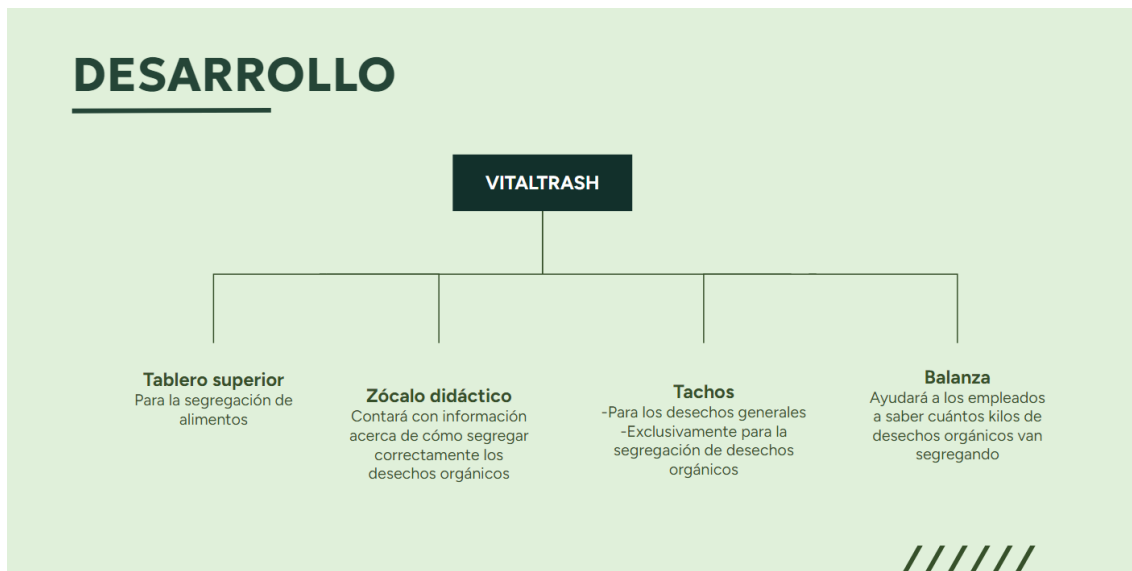 DESARROLLO
VITALTRASH
Tablero superior
Para la segregación de
alimentos
Zócalo didáctico
Contará con información
acerca de cómo segregar
correctamente los
desechos orgánicos
Tachos
-Para los desechos generales
-Exclusivamente para la
segregación de desechos
orgánicos
Balanza
Ayudará a los empleados
a saber cuántos kilos de
desechos orgánicos van
segregando